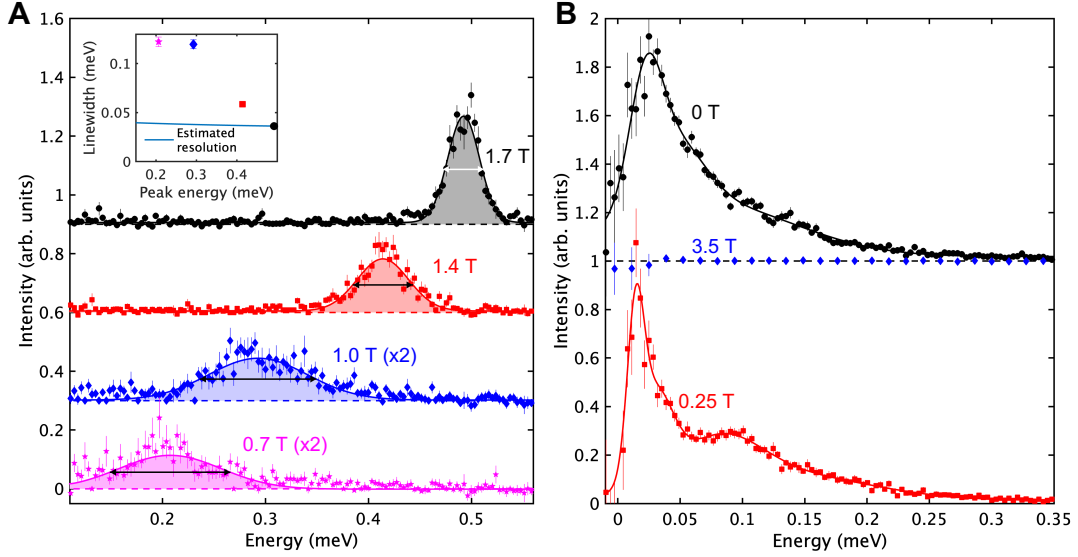 A
1.6
1.4
1.2
1
0.8
0.6
0.4
0.2
0
Intensity (arb. units)
0.2
0.3
0.4
0.5
Energy (meV)
1.7 T
1.4 T
1.0 T (x2)
0.7 T (x2)
Linewidth (meV)
0.1
0.05
0
Estimated
resolution
0.2
0.3
0.4
Peak energy (meV)
B
2
1.8
1.6
1.4
1.2
1
0.8
0.6
0.4
0.2
0
Intensity (arb. units)
0 T
3.5 T
0.25 T
0
0.05
0.1
0.15
0.2
0.25
0.3
0.35
Energy (meV)